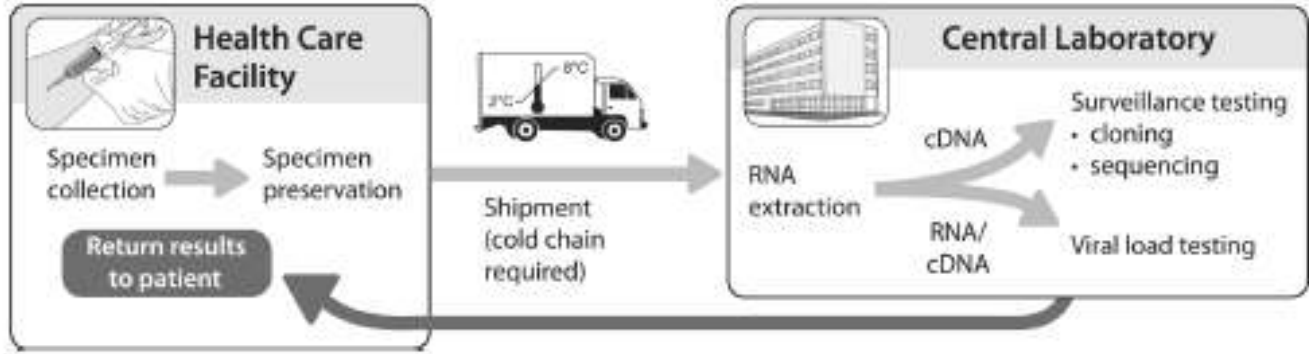 Health Care
Facility
Specimen
collection
Specimen
preservation
Return results
to patient
8°C
2°C
Shipment
(cold chain
required)
Central Laboratory
RNA
extraction
cDNA
RNA/
cDNA
Surveillance testing
• cloning
• sequencing
Viral load testing